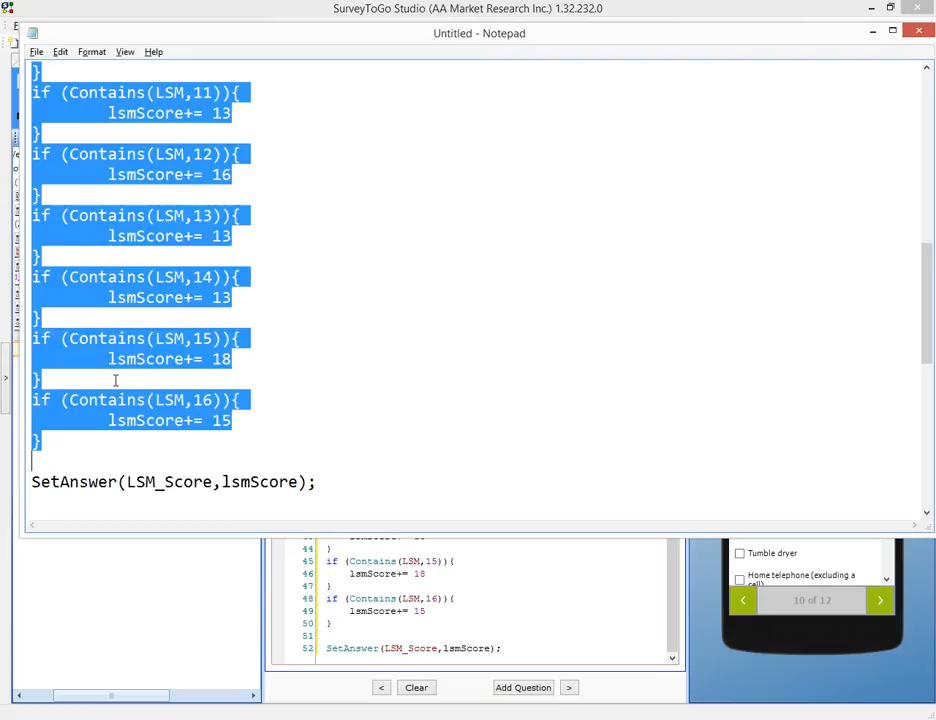 SurveyToGo Studio (AA Market Research Inc.) 1.32.232.0
Untitled - Notepad
File Edit Format View Help
}
if (Contains(LSM,11)){
lsmScore+= 13
}
if (Contains(LSM,12)){
lsmScore+= 16
}
if (Contains(LSM,13)){
lsmScore+= 13
}
if (Contains(LSM,14)){
lsmScore+= 13
}
if (Contains(LSM,15)){
lsmScore+= 18
}
if (Contains(LSM,16)){
lsmScore+= 15
}
SetAnswer(LSM_Score,lsmScore);
44 }
45 if (Contains(LSM,15)){
46 lsmScore+= 18
47 }
48 if (Contains(LSM,16)){
49 lsmScore+= 15
50 }
51
52 SetAnswer(LSM_Score,lsmScore);
Tumble dryer
Home telephone (excluding a
< 10 of 12 >
< Clear Add Question >